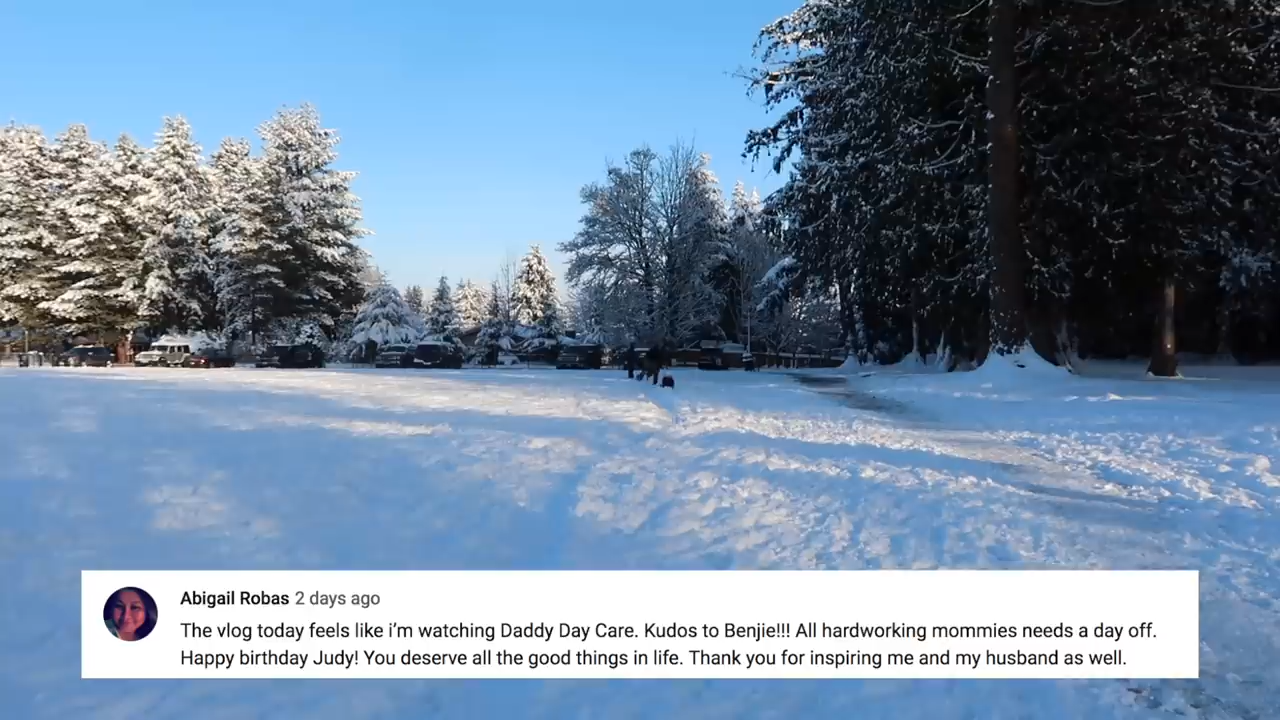 Abigail Robas 2 days ago
The vlog today feels like i'm watching Daddy Day Care. Kudos to Benjie!!! All hardworking mommies needs a day off.
Happy birthday Judy! You deserve all the good things in life. Thank you for inspiring me and my husband as well.